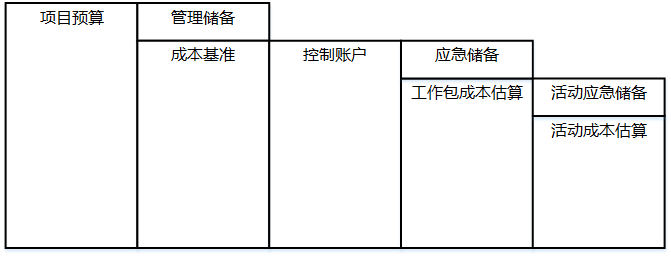 项目预算
管理储备
成本基准
控制账户
应急储备
工作包成本估算
活动应急储备
活动成本估算